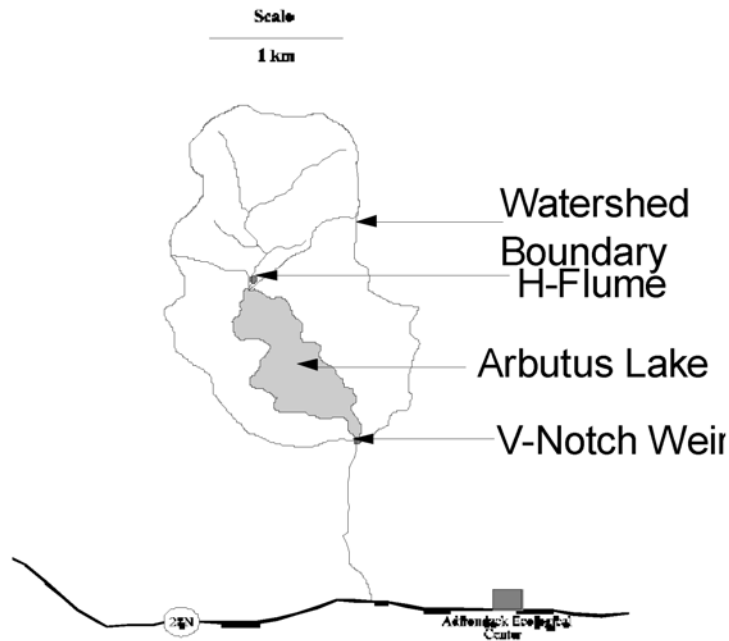 Scale
1 km
Watershed
Boundary
H-Flume
Arbutus Lake
V-Notch Weir
28N
Adirondack Ecological
Center